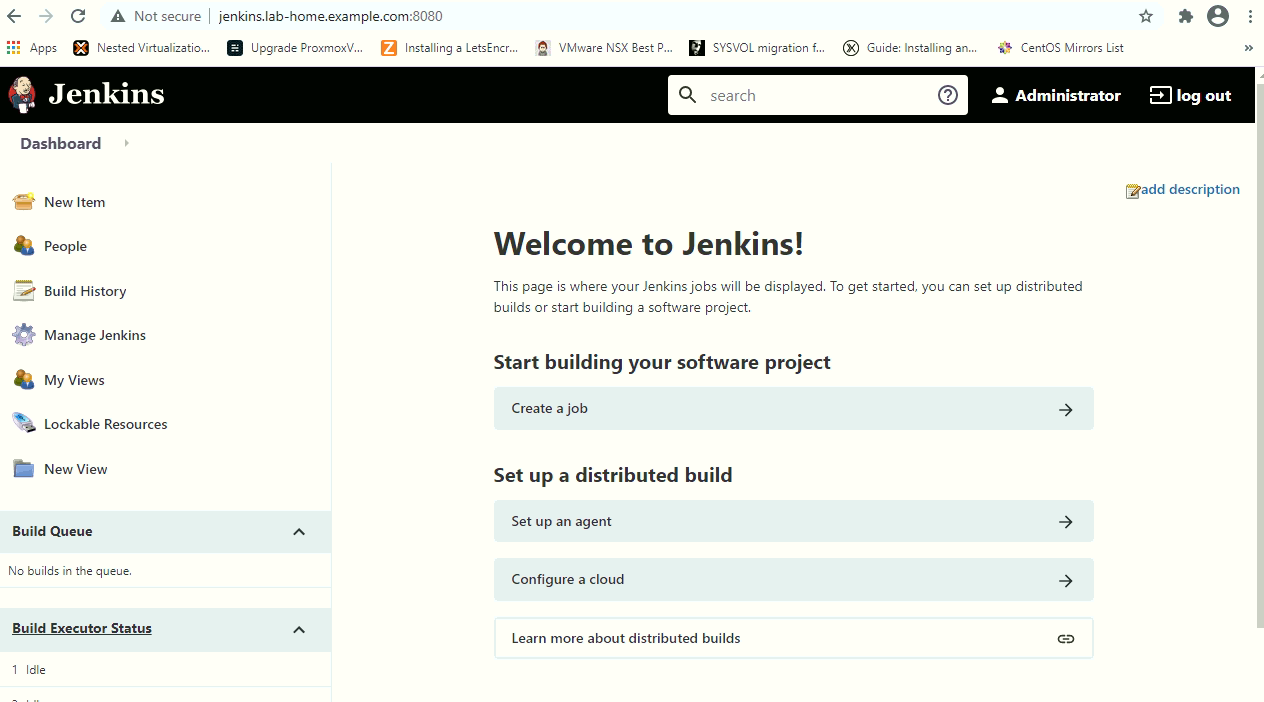 Not secure jenkins.lab-home.example.com:8080
Apps Nested Virtualizatio... Upgrade ProxmoxV... Installing a LetsEncr... VMware NSX Best P... SYSVOL migration f... Guide: Installing an... CentOS Mirrors List »
Jenkins search Administrator log out
Dashboard
add description
New Item
People
Build History
Manage Jenkins
My Views
Lockable Resources
New View
Build Queue
No builds in the queue.
Build Executor Status
1 Idle
Welcome to Jenkins!
This page is where your Jenkins jobs will be displayed. To get started, you can set up distributed
builds or start building a software project.
Start building your software project
Create a job
Set up a distributed build
Set up an agent
Configure a cloud
Learn more about distributed builds